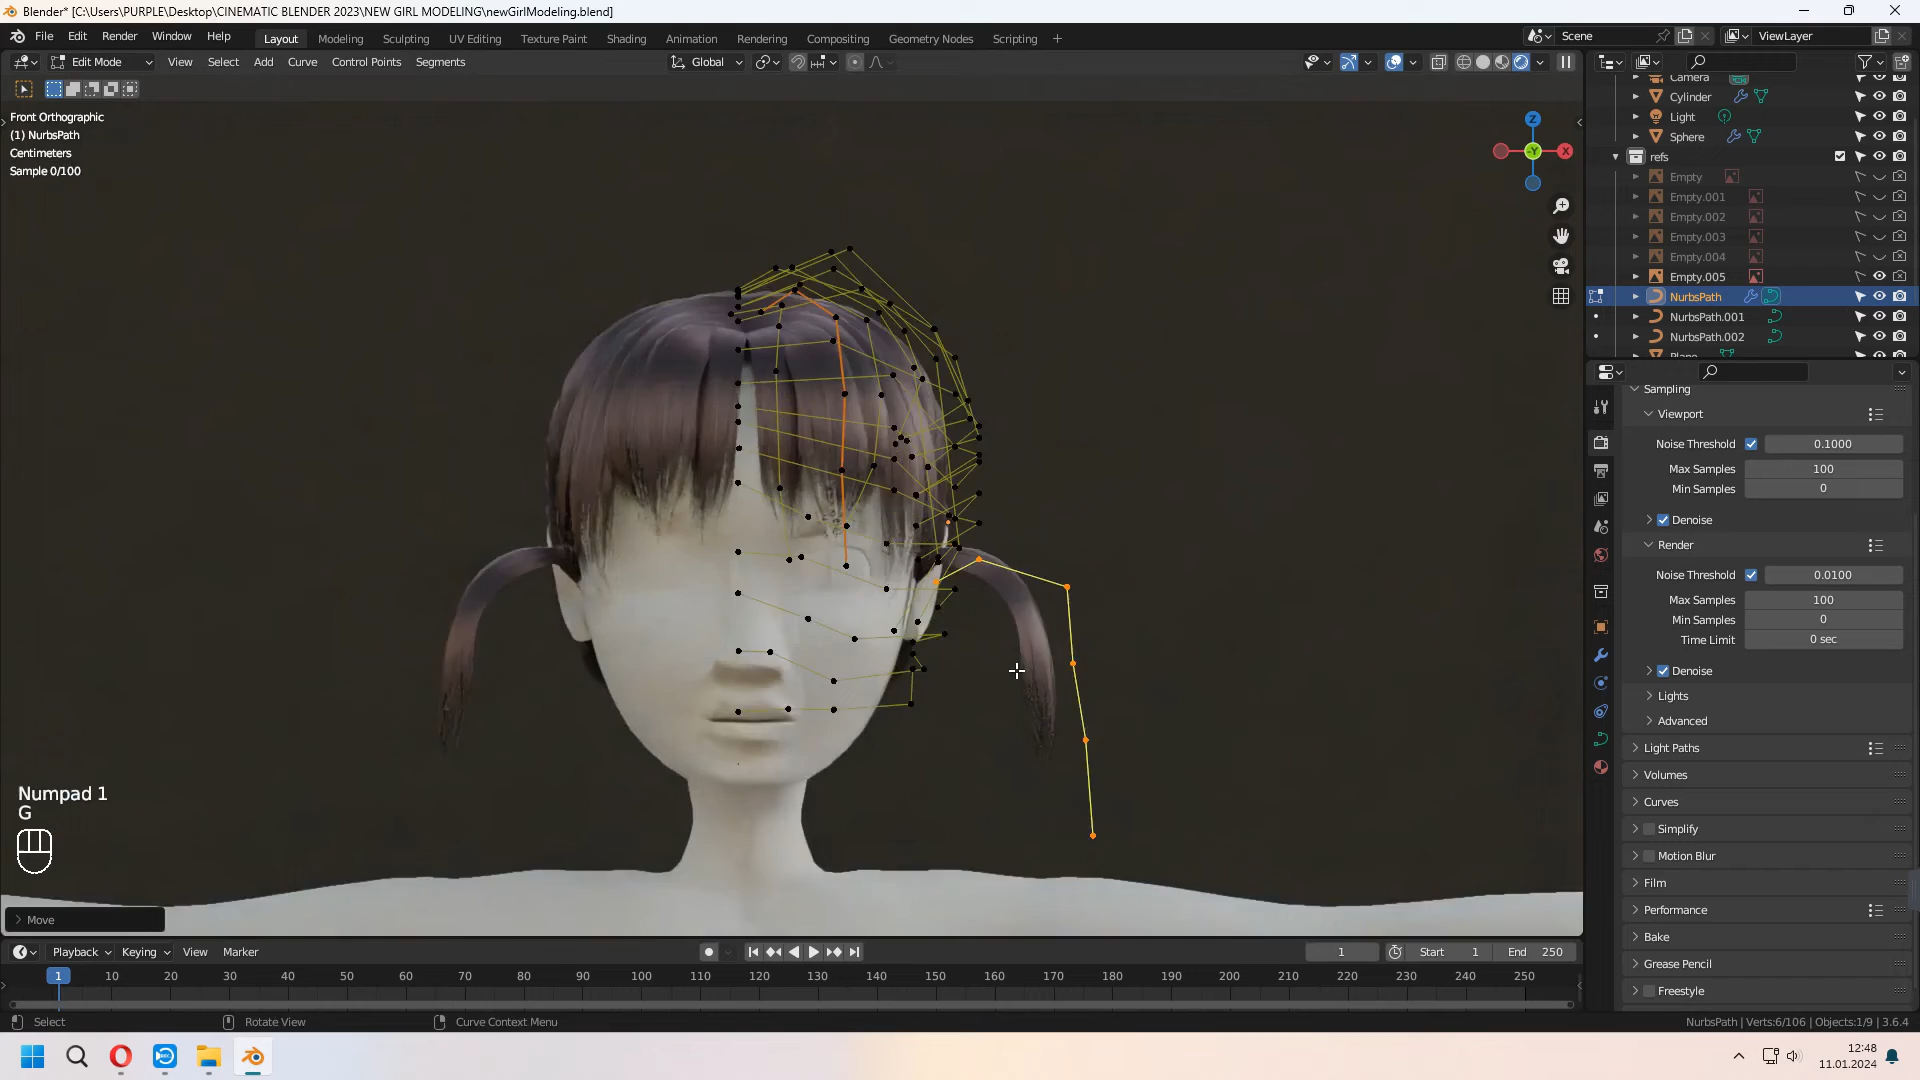 Blender* [C:\Users\PURPLE\Desktop\CINEMATIC BLENDER 2023\NEW GIRL MODELING\newGirlModeling.blend]
File Edit Render Window Help Layout Modeling Sculpting UV Editing Texture Paint Shading Animation Rendering Compositing Geometry Nodes Scripting + Scene ViewLayer
Edit Mode View Select Add Curve Control Points Segments Global
Front Orthographic
(1) NurbsPath
Centimeters
Sample 0/100
Z
X
-Y
Camera
Cylinder
Light
Sphere
refs
Empty
Empty.001
Empty.002
Empty.003
Empty.004
Empty.005
NurbsPath
NurbsPath.001
NurbsPath.002
Plane
Sampling
Viewport
Noise Threshold 0.1000
Max Samples 100
Min Samples 0
Denoise
Render
Noise Threshold 0.0100
Max Samples 100
Min Samples 0
Time Limit 0 sec
Denoise
Lights
Advanced
Light Paths
Volumes
Curves
Simplify
Motion Blur
Film
Performance
Bake
Grease Pencil
Freestyle
Numpad 1
G
Move
Playback Keying View Marker 1 Start 1 End 250
1 10 20 30 40 50 60 70 80 90 100 110 120 130 140 150 160 170 180 190 200 210 220 230 240 250
Select Rotate View Curve Context Menu NurbsPath | Verts:6/106 | Objects:1/9 | 3.6.4
12:48
11.01.2024